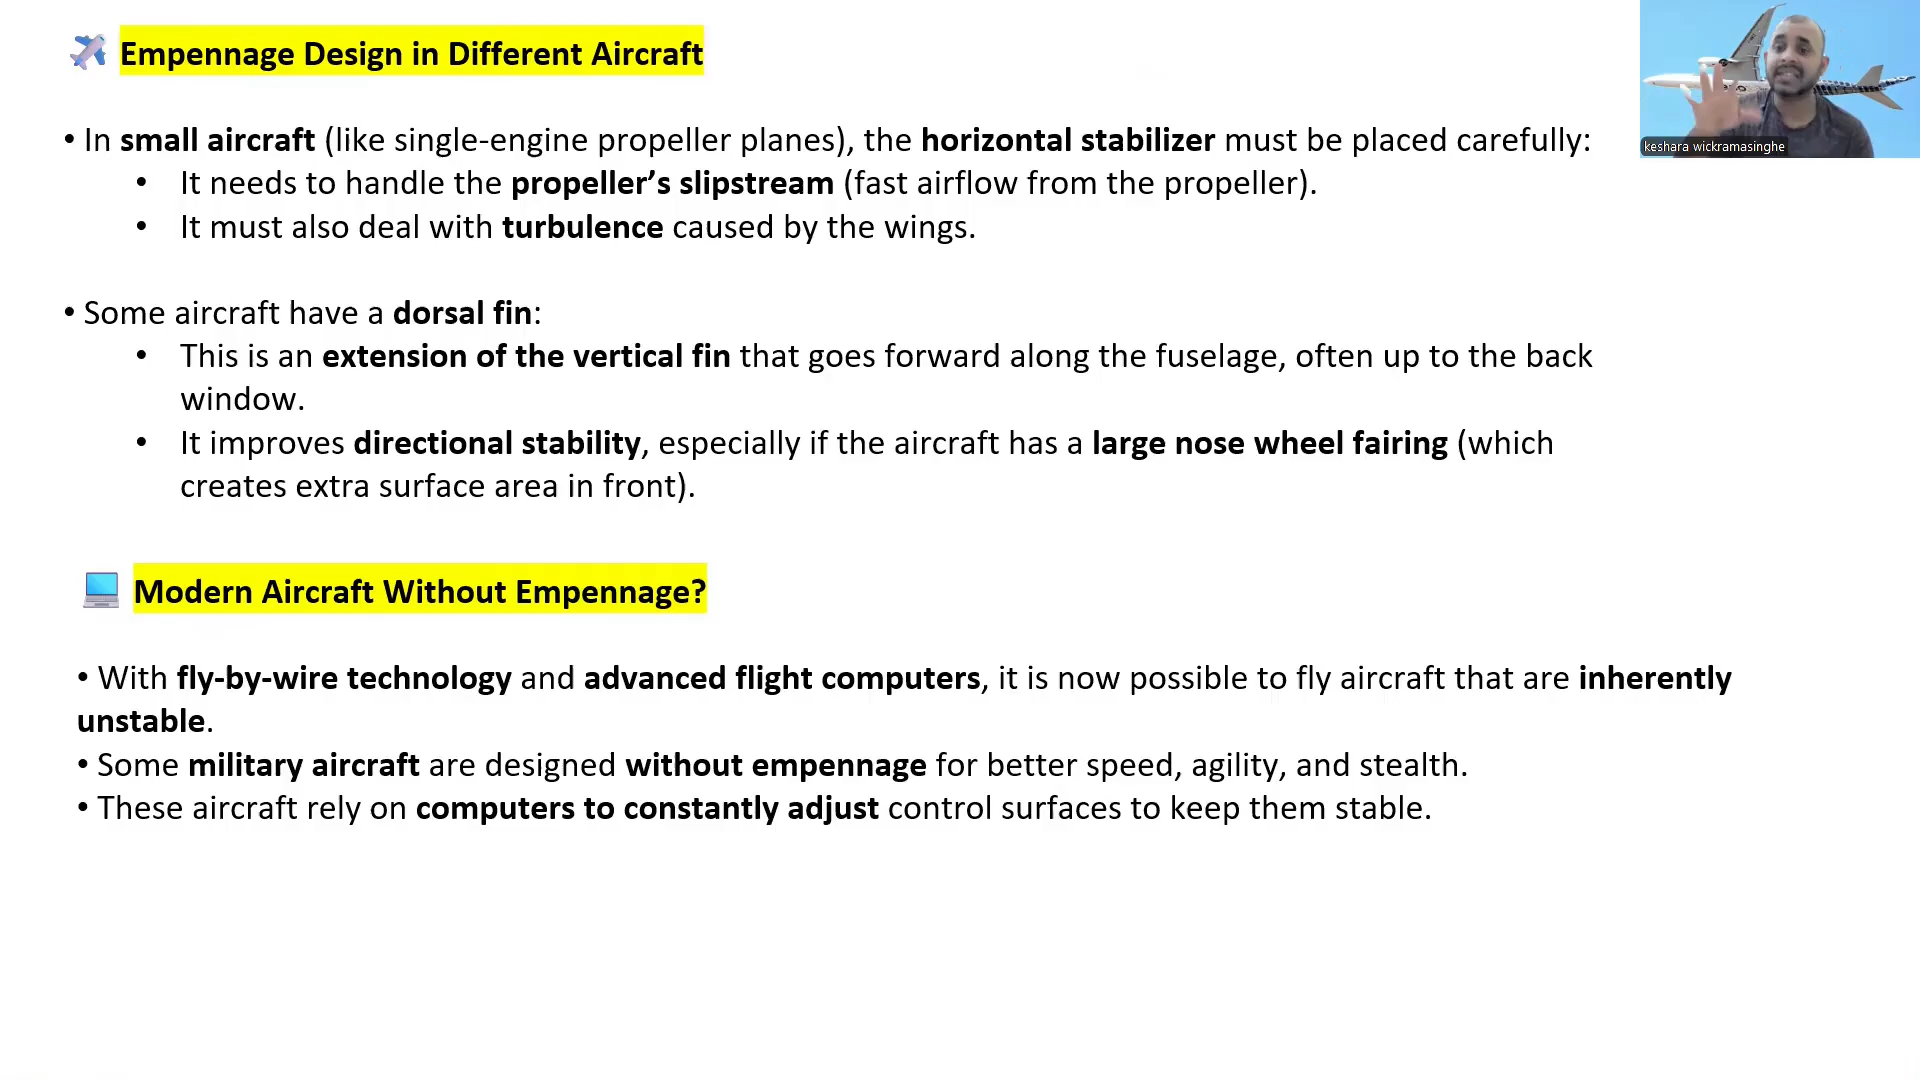 Empennage Design in Different Aircraft
keshara wickramasinghe
• In small aircraft (like single-engine propeller planes), the horizontal stabilizer must be placed carefully:
• It needs to handle the propeller’s slipstream (fast airflow from the propeller).
• It must also deal with turbulence caused by the wings.
• Some aircraft have a dorsal fin:
• This is an extension of the vertical fin that goes forward along the fuselage, often up to the back
window.
• It improves directional stability, especially if the aircraft has a large nose wheel fairing (which
creates extra surface area in front).
Modern Aircraft Without Empennage?
• With fly-by-wire technology and advanced flight computers, it is now possible to fly aircraft that are inherently
unstable.
• Some military aircraft are designed without empennage for better speed, agility, and stealth.
• These aircraft rely on computers to constantly adjust control surfaces to keep them stable.